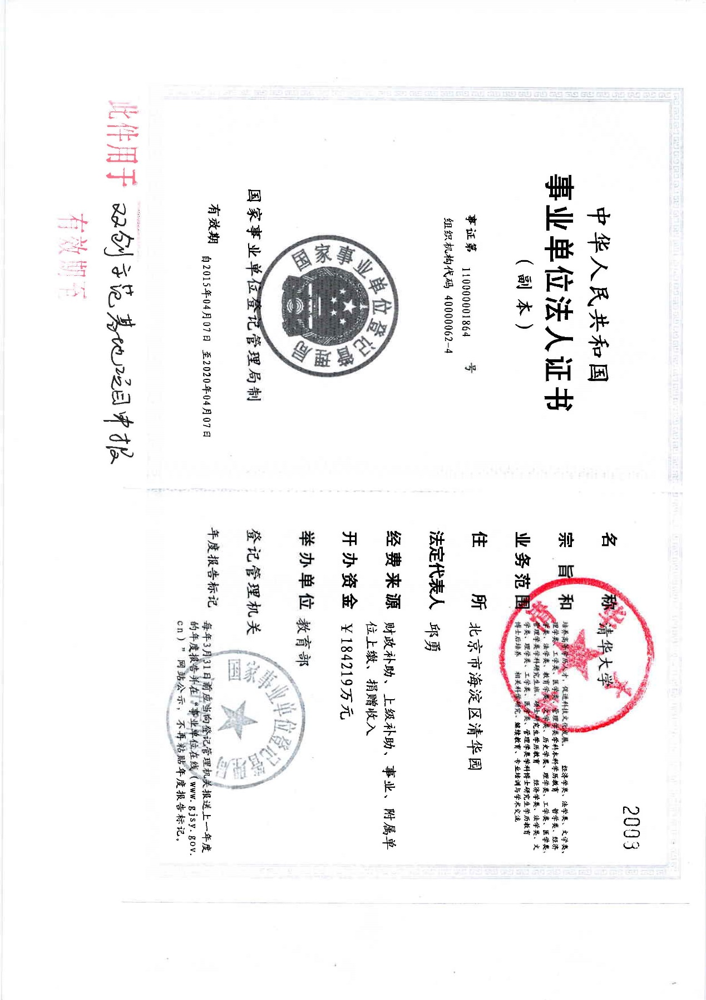 中华人民共和国
事业单位法人证书
（副本）
事证第 110000001864 号
组织机构代码 40000062-4
国家事业单位登记管理局
国家事业单位登记管理局制
有效期 自2015年04月07日 至2020年04月07日
此件用于 双创示范基地项目申报
有效期至
2003
名称 清华大学
宗旨和业务范围
培养高等学历人才，促进科技文化发展。 经济学类、法学类、文学类、
理学类、工学类、医学类、管理学类学科本科学历教育 哲学类、经济
学类、法学类、教育学类、文学类、历史学类、理学类、工学类、医学类、
管理学类学科研究生班、硕士研究生学历教育 经济学类、法学类、文
学类、理学类、工学类、医学类、管理学类学科博士研究生学历教育
博士后培养 相关科学研究、继续教育、专业培训与学术交流
住所 北京市海淀区清华园
法定代表人 邱勇
经费来源 财政补助、上级补助、事业、附属单
位上缴、捐赠收入
开办资金 ￥184219万元
举办单位 教育部
登记管理机关
国家事业单位登记管理局
年度报告标记
每年3月31日前应当向登记管理机关报送上一年度
的年度报告并在“事业单位在线（www.gjsy.gov.
cn）”网站公示，不再粘贴年度报告标记。
清华大学